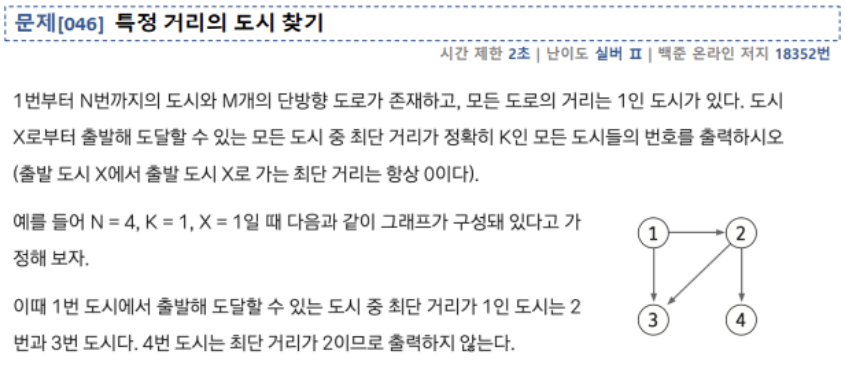 문제[046] 특정 거리의 도시 찾기
시간 제한 2초 | 난이도 실버 Ⅱ | 백준 온라인 저지 18352번
1번부터 N번까지의 도시와 M개의 단방향 도로가 존재하고, 모든 도로의 거리는 1인 도시가 있다. 도시
X로부터 출발해 도달할 수 있는 모든 도시 중 최단 거리가 정확히 K인 모든 도시들의 번호를 출력하시오
(출발 도시 X에서 출발 도시 X로 가는 최단 거리는 항상 0이다).
예를 들어 N = 4, K = 1, X = 1일 때 다음과 같이 그래프가 구성돼 있다고 가
정해 보자.
이때 1번 도시에서 출발해 도달할 수 있는 도시 중 최단 거리가 1인 도시는 2
번과 3번 도시다. 4번 도시는 최단 거리가 2이므로 출력하지 않는다.
1 2
3 4